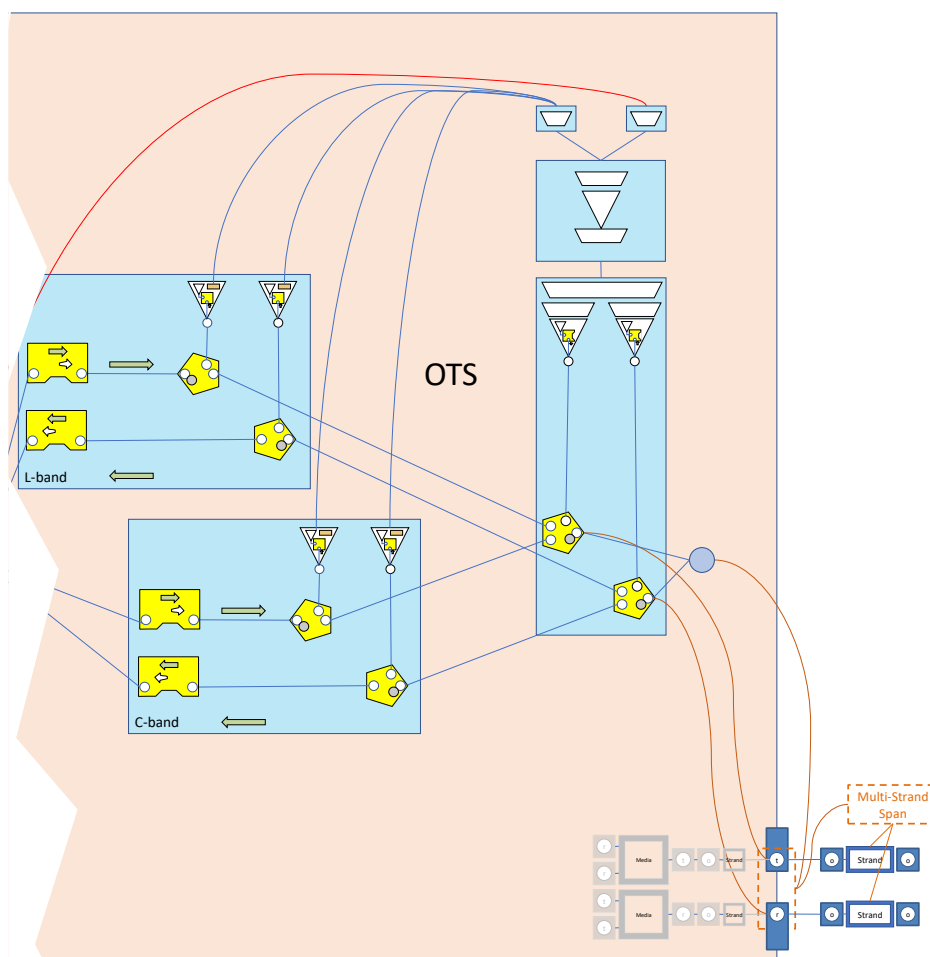 OTS
L-band
C-band
Multi-Strand
Span
r
Media
t
o
Strand
t
o
Strand
o
r
t
Media
r
o
Strand
r
o
Strand
o
t